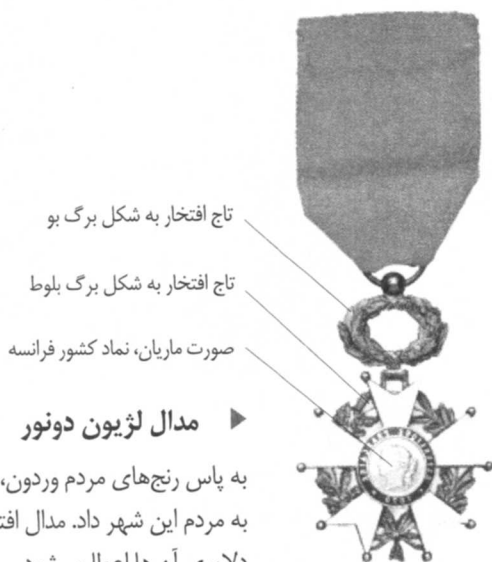 تاج افتخار به شکل برگ بو
تاج افتخار به شکل برگ بلوط
صورت ماریان، نماد کشور فرانسه
مدال لژیون دونور
به پاس رنج‌های مردم وردون،
به مردم این شهر داد. مدال افت